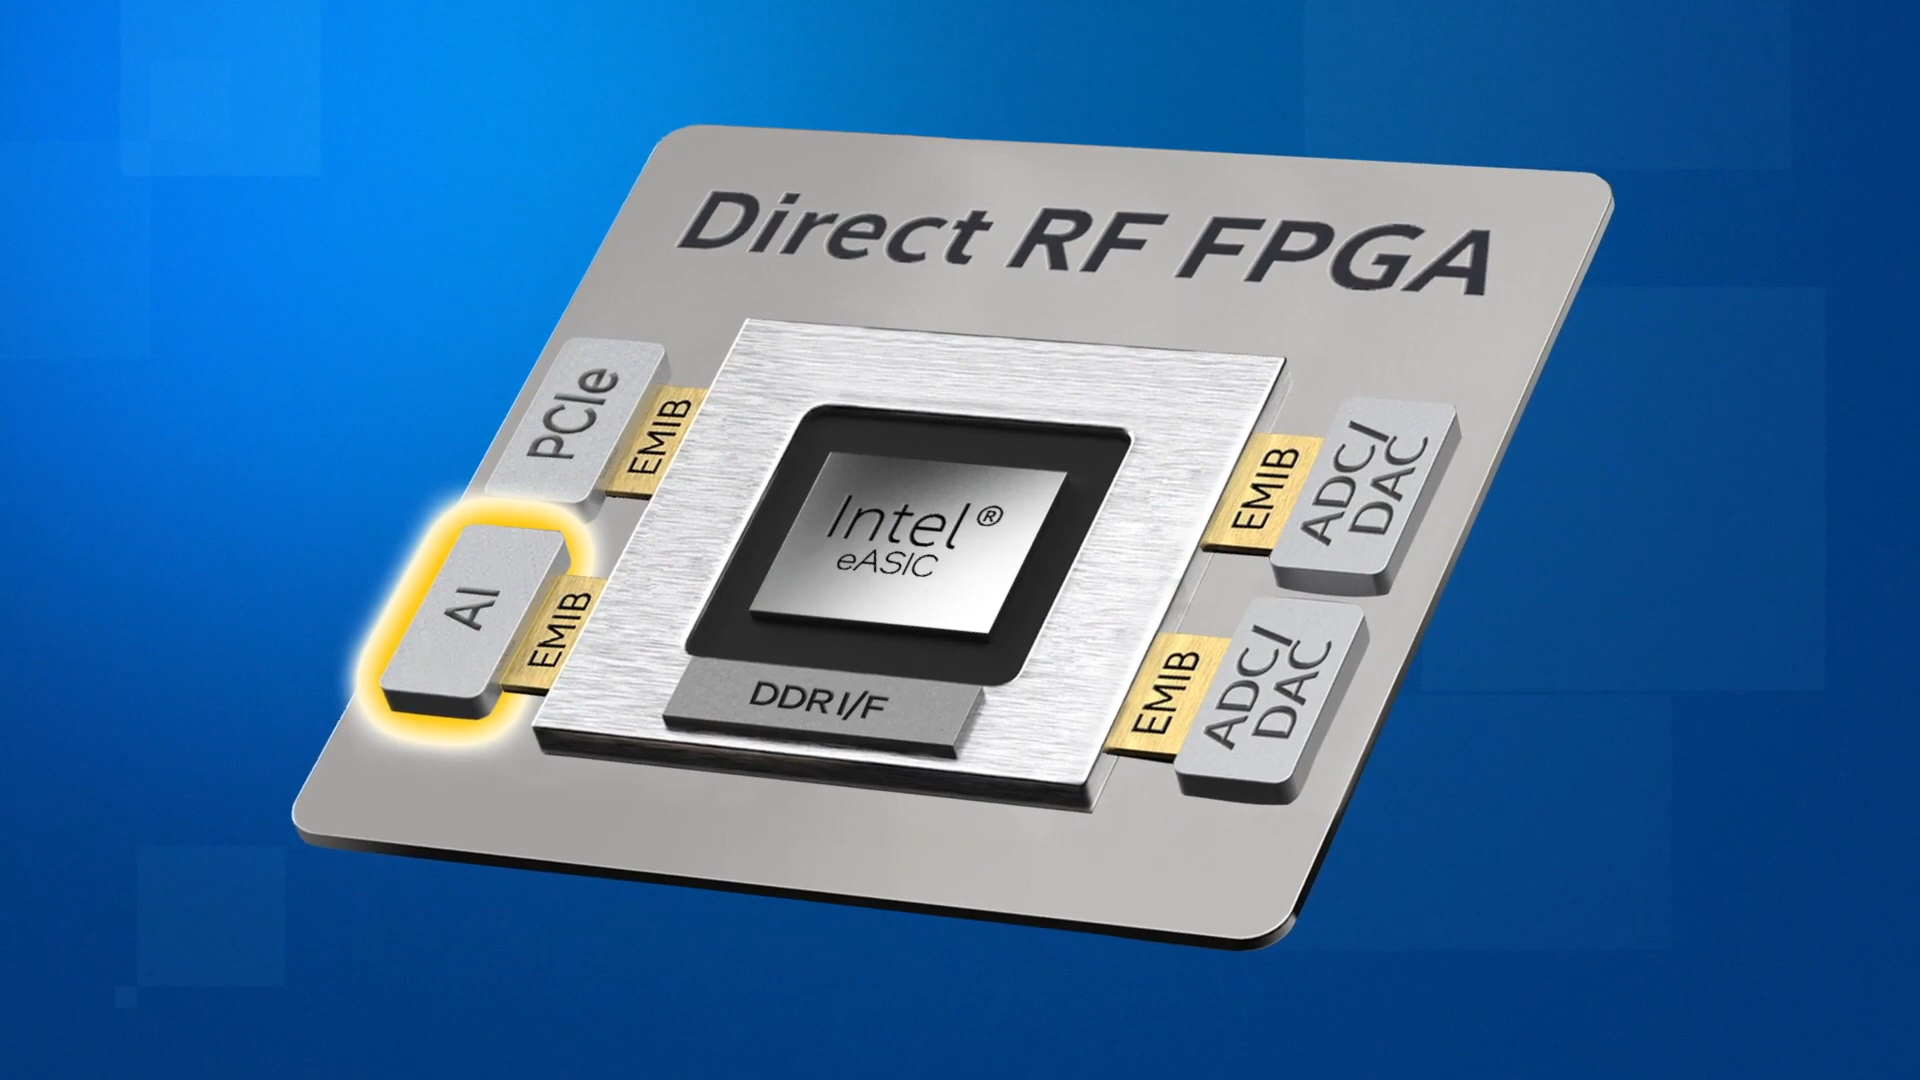 Direct RF FPGA
PCIe
EMIB
AI
EMIB
Intel®
eASIC
DDR I/F
EMIB
ADC/
DAC
EMIB
ADC/
DAC